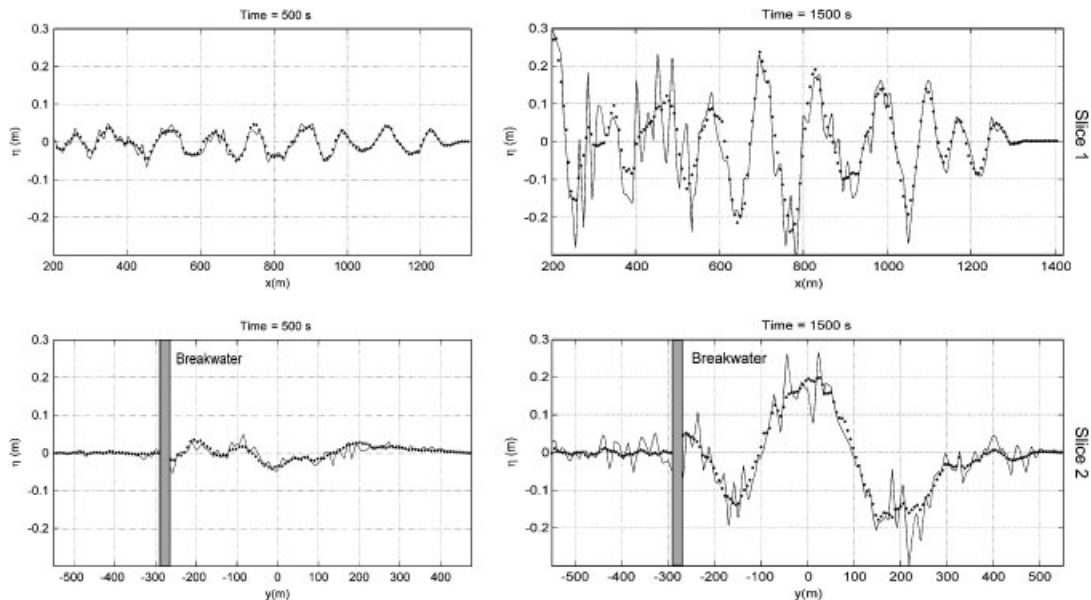 Time = 500 s
0.3
0.2
0.1
0
-0.1
-0.2
η (m)
200 400 600 800 1000 1200
x(m)
Time = 1500 s
0.3
0.2
0.1
0
-0.1
-0.2
η (m)
200 400 600 800 1000 1200 1400
x(m)
Slice 1
Time = 500 s
0.3
0.2
0.1
0
-0.1
-0.2
η (m)
Breakwater
-500 -400 -300 -200 -100 0 100 200 300 400
y(m)
Time = 1500 s
0.3
0.2
0.1
0
-0.1
-0.2
η (m)
Breakwater
-500 -400 -300 -200 -100 0 100 200 300 400 500
y(m)
Slice 2